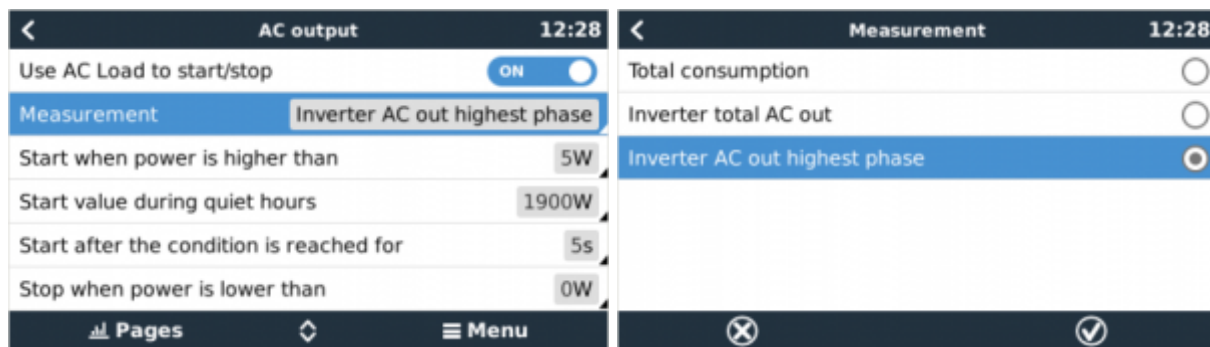 AC output 12:28
Use AC Load to start/stop ON
Measurement Inverter AC out highest phase
Start when power is higher than 5W
Start value during quiet hours 1900W
Start after the condition is reached for 5s
Stop when power is lower than 0W
Pages Menu
Measurement 12:28
Total consumption
Inverter total AC out
Inverter AC out highest phase